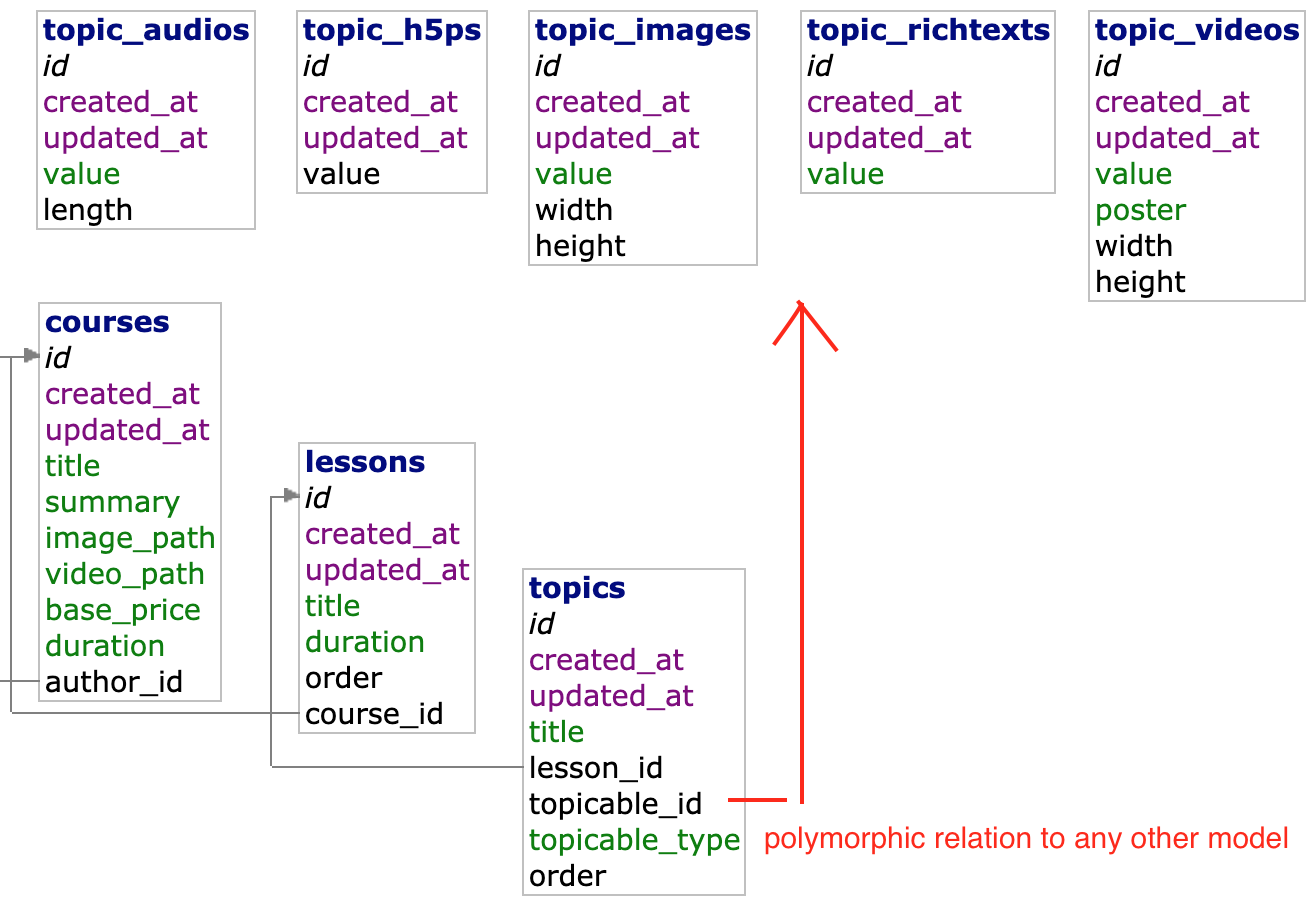 topic_audios
id
created_at
updated_at
value
length
topic_h5ps
id
created_at
updated_at
value
topic_images
id
created_at
updated_at
value
width
height
topic_richtexts
id
created_at
updated_at
value
topic_videos
id
created_at
updated_at
value
poster
width
height
courses
id
created_at
updated_at
title
summary
image_path
video_path
base_price
duration
author_id
lessons
id
created_at
updated_at
title
duration
order
course_id
topics
id
created_at
updated_at
title
lesson_id
topicable_id
topicable_type
order
polymorphic relation to any other model